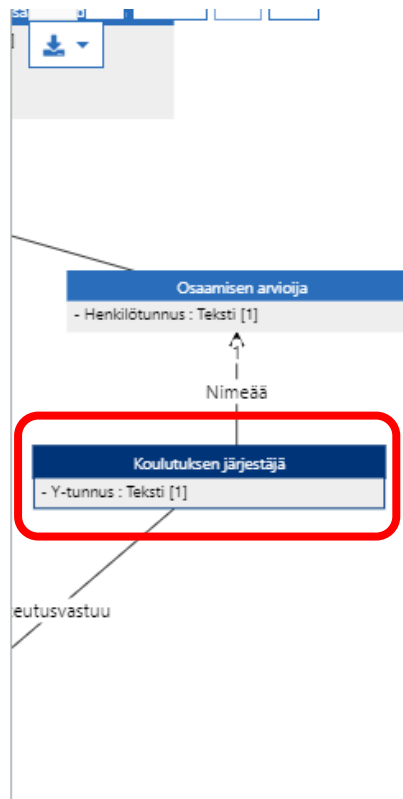 Osaamisen arvioija
- Henkilötunnus : Teksti [1]
1
Nimeää
Koulutuksen järjestäjä
- Y-tunnus : Teksti [1]
eutusvastuu